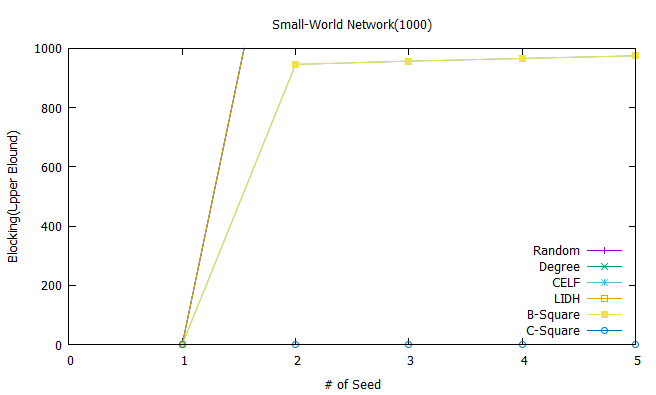 Small-World Network(1000)
1000
800
600
400
200
0
Blocking(Lpper Blound)
Random
Degree
CELF
LIDH
B-Square
C-Square
0 1 2 3 4 5
# of Seed